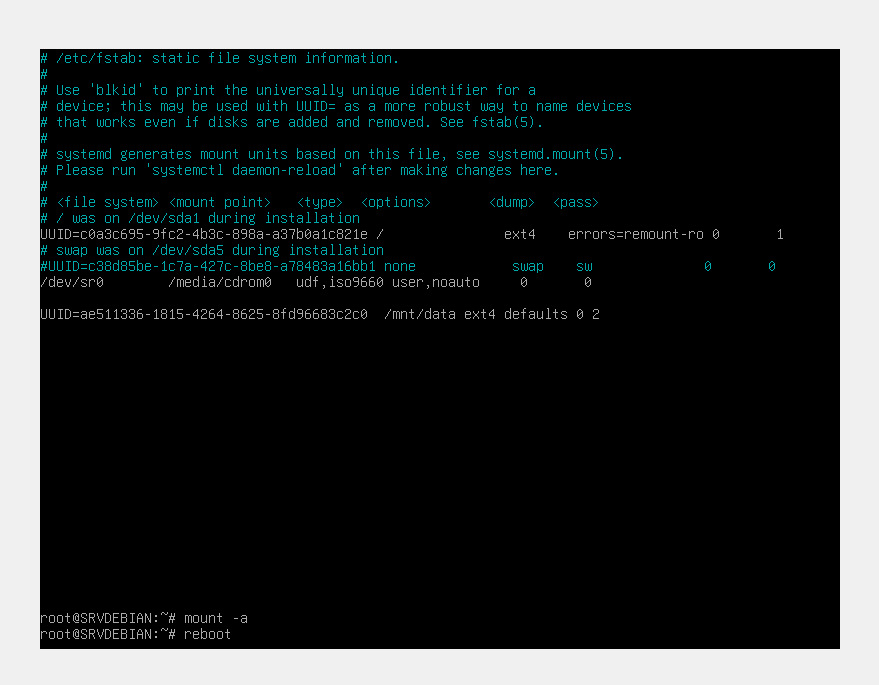 # /etc/fstab: static file system information.
#
# Use 'blkid' to print the universally unique identifier for a
# device; this may be used with UUID= as a more robust way to name devices
# that works even if disks are added and removed. See fstab(5).
#
# systemd generates mount units based on this file, see systemd.mount(5).
# Please run 'systemctl daemon-reload' after making changes here.
#
# <file system> <mount point>   <type>  <options>       <dump>  <pass>
# / was on /dev/sda1 during installation
UUID=c0a3c695-9fc2-4b3c-898a-a37b0a1c821e /               ext4    errors=remount-ro 0       1
# swap was on /dev/sda5 during installation
#UUID=c38d85be-1c7a-427c-8be8-a78483a16bb1 none            swap    sw              0       0
/dev/sr0        /media/cdrom0   udf,iso9660 user,noauto     0       0
UUID=ae511336-1815-4264-8625-8fd96683c2c0  /mnt/data ext4 defaults 0 2
root@SRVDEBIAN:~# mount -a
root@SRVDEBIAN:~# reboot